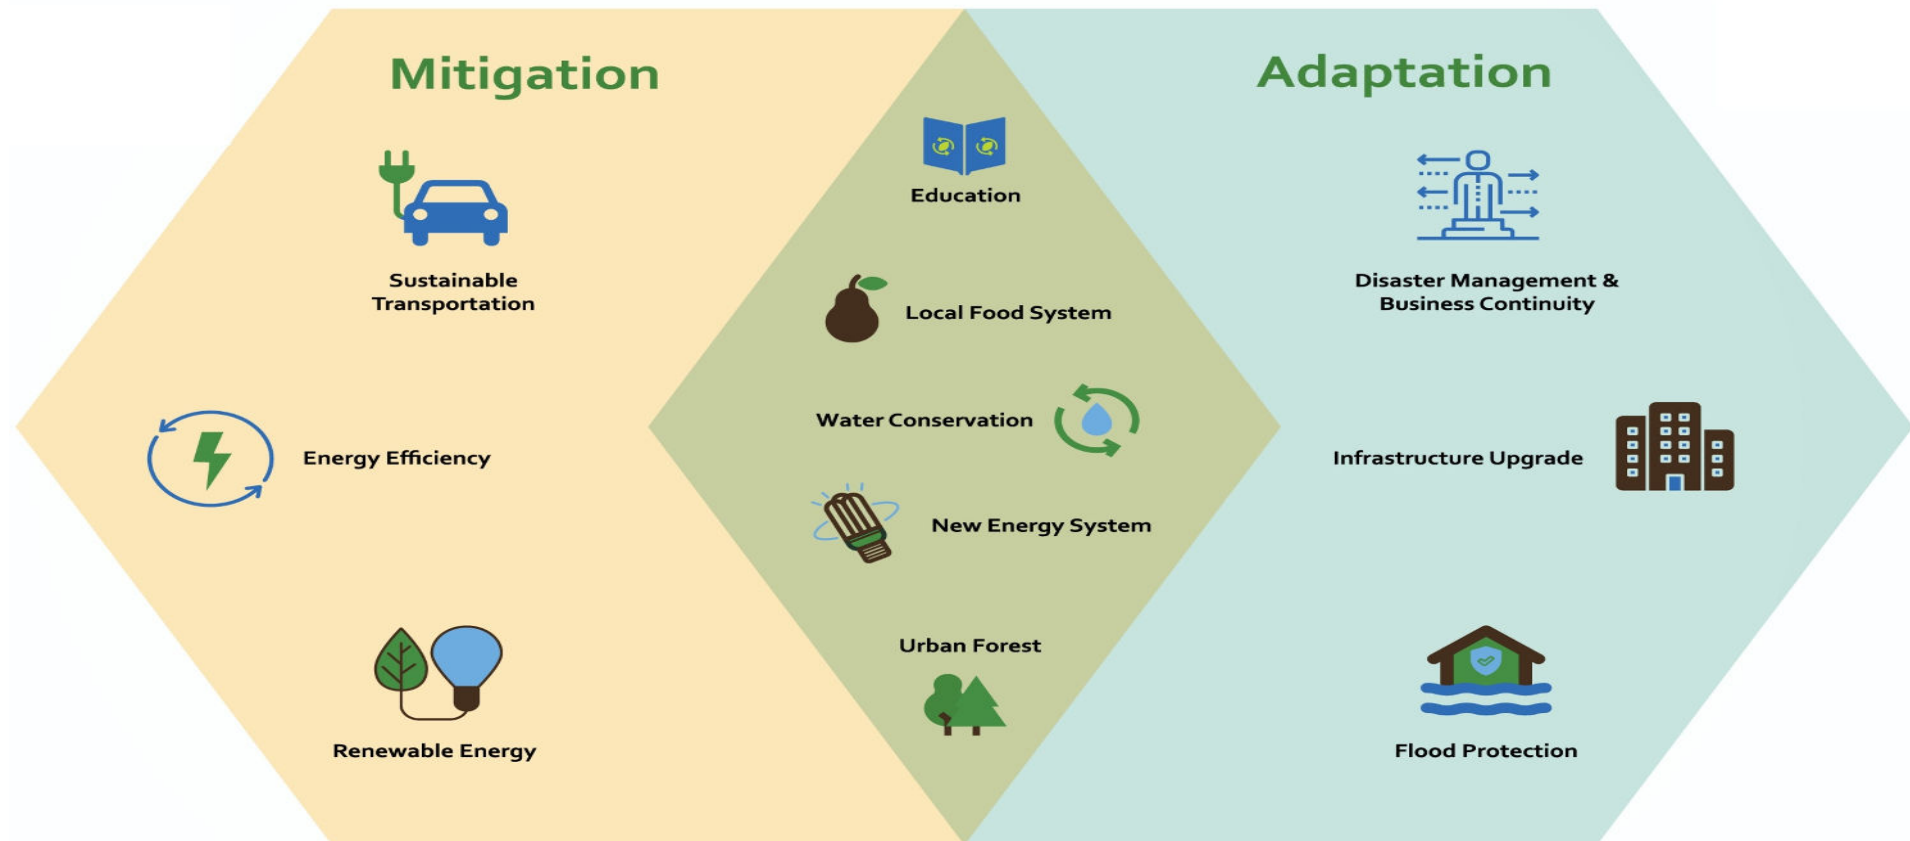 Mitigation
Sustainable
Transportation
Energy Efficiency
Renewable Energy
Education
Local Food System
Water Conservation
New Energy System
Urban Forest
Adaptation
Disaster Management &
Business Continuity
Infrastructure Upgrade
Flood Protection